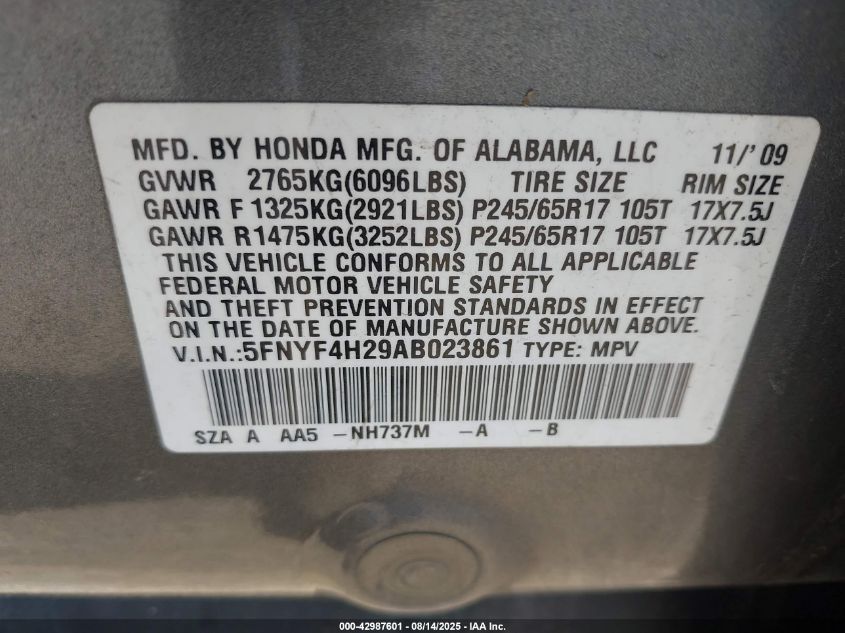 MFD. BY HONDA MFG. OF ALABAMA, LLC 11/'09
GVWR 2765KG(6096LBS) TIRE SIZE RIM SIZE
GAWR F 1325KG(2921LBS) P245/65R17 105T 17X7.5J
GAWR R1475KG(3252LBS) P245/65R17 105T 17X7.5J
THIS VEHICLE CONFORMS TO ALL APPLICABLE
FEDERAL MOTOR VEHICLE SAFETY
AND THEFT PREVENTION STANDARDS IN EFFECT
ON THE DATE OF MANUFACTURE SHOWN ABOVE.
V.I.N.:5FNYF4H29AB023861 TYPE: MPV
SZA A AA5 -NH737M -A -B
000-42987601 - 08/14/2025 - IAA Inc.